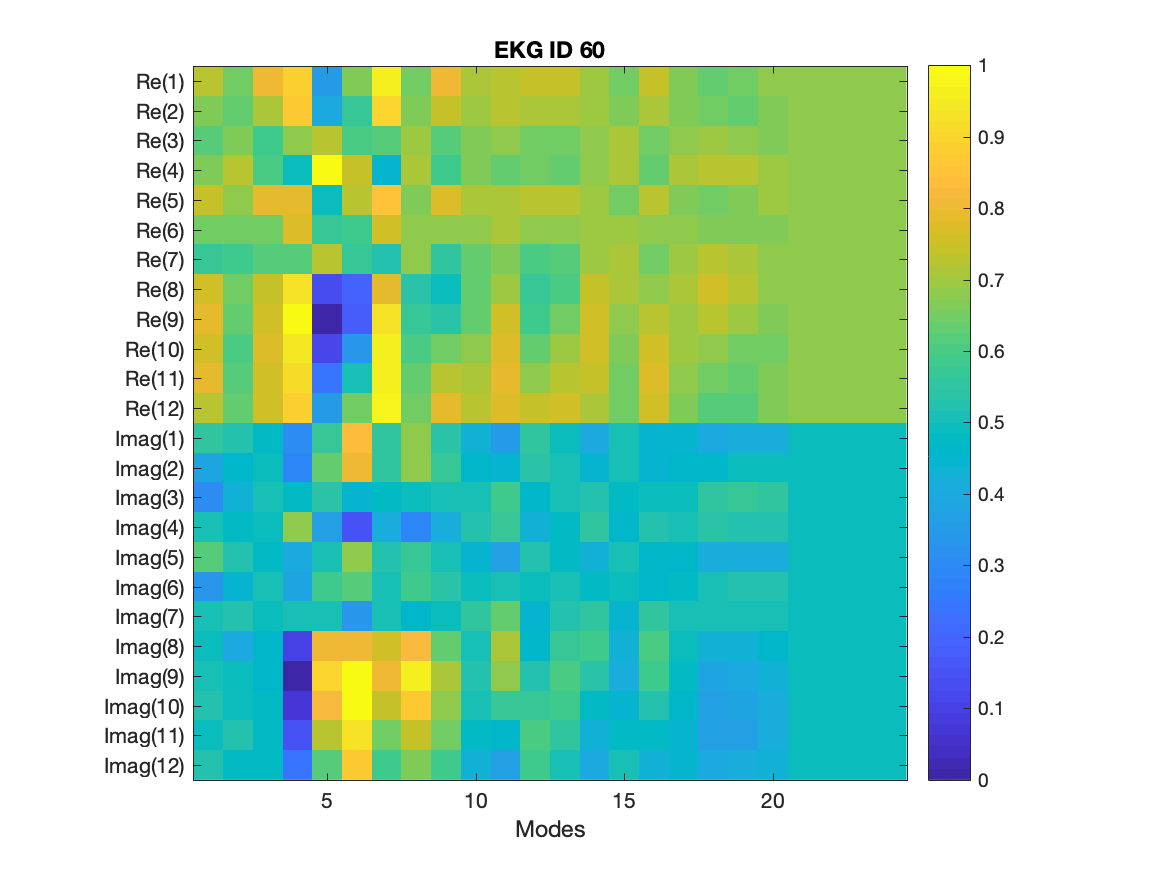 EKG ID 60
Re(1)
Re(2)
Re(3)
Re(4)
Re(5)
Re(6)
Re(7)
Re(8)
Re(9)
Re(10)
Re(11)
Re(12)
Imag(1)
Imag(2)
Imag(3)
Imag(4)
Imag(5)
Imag(6)
Imag(7)
Imag(8)
Imag(9)
Imag(10)
Imag(11)
Imag(12)
5 10 15 20
Modes
1
0.9
0.8
0.7
0.6
0.5
0.4
0.3
0.2
0.1
0